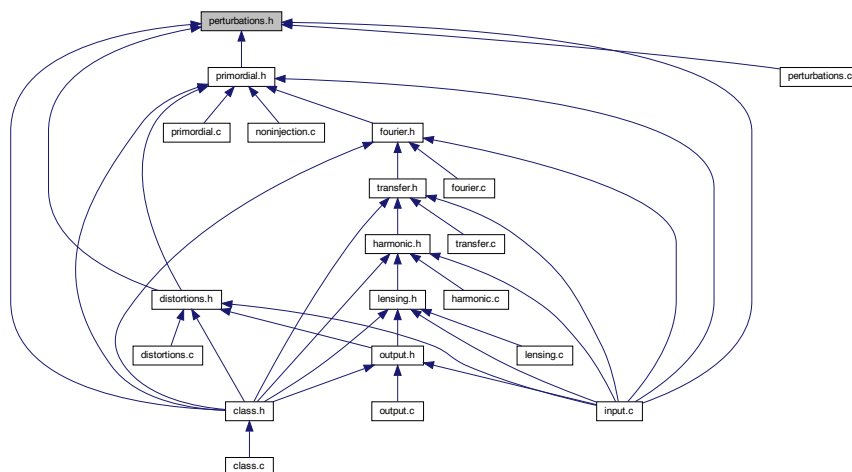 perturbations.h
primordial.h
perturbations.c
primordial.c
noninjection.c
fourier.h
transfer.h
fourier.c
harmonic.h
transfer.c
distortions.h
lensing.h
harmonic.c
distortions.c
output.h
lensing.c
class.h
output.c
input.c
class.c